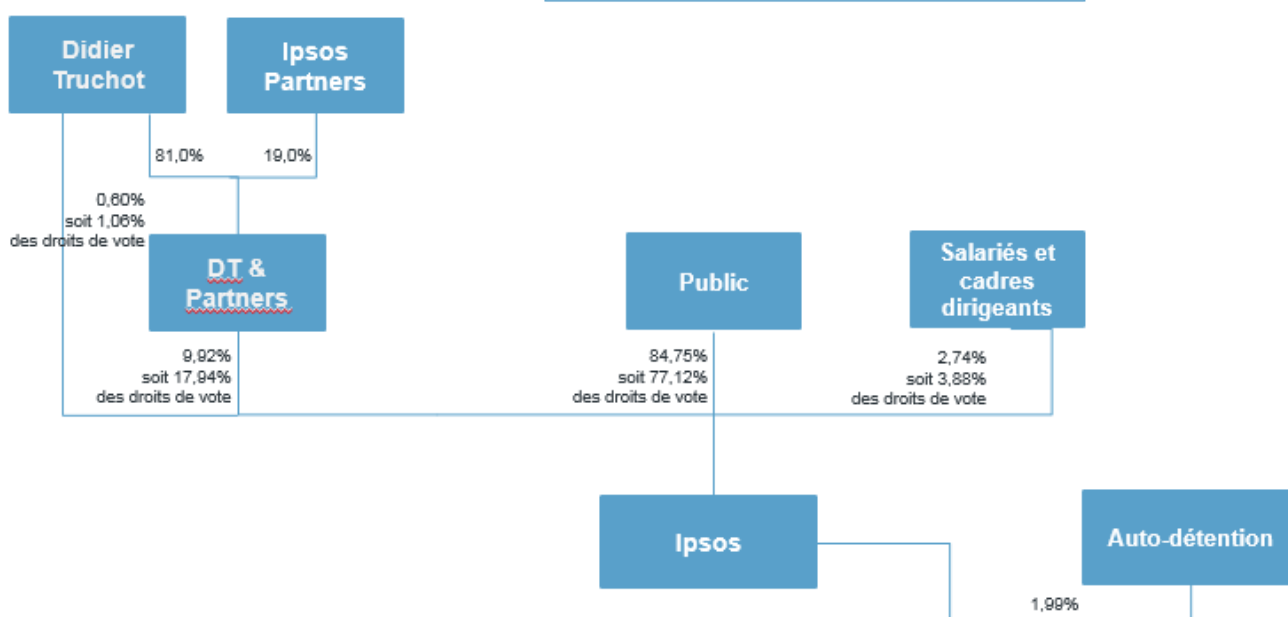 Didier
Truchot
Ipsos
Partners
81,0%
19,0%
0,60%
soit 1,06%
des droits de vote
DT &
Partners
Public
Salariés et
cadres
dirigeants
9,92%
soit 17,94%
des droits de vote
84,75%
soit 77,12%
des droits de vote
2,74%
soit 3,88%
des droits de vote
Ipsos
Auto-détention
1,99%